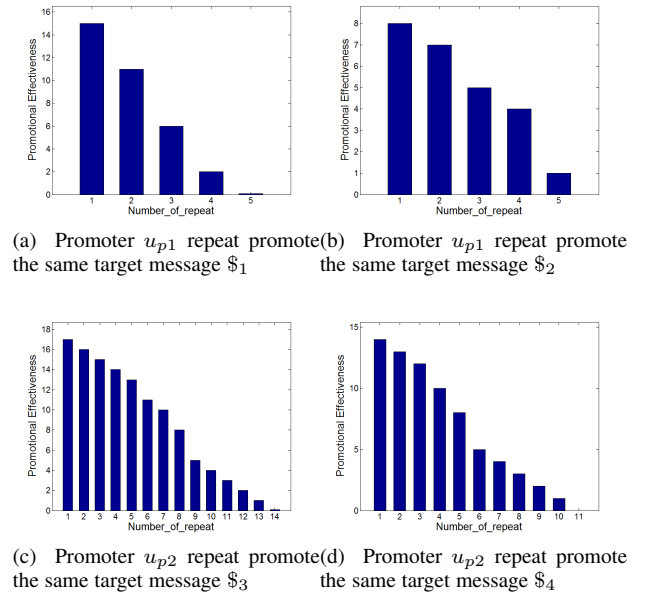 16
14
12
10
8
6
4
2
0
Promotional Effectiveness
1 2 3 4 5
Number_of_repeat
(a) Promoter $u_{p1}$ repeat promote
the same target message $\$_1$
8
7
6
5
4
3
2
1
0
Promotional Effectiveness
1 2 3 4 5
Number_of_repeat
(b) Promoter $u_{p1}$ repeat promote
the same target message $\$_2$
18
16
14
12
10
8
6
4
2
0
Promotional Effectiveness
1 2 3 4 5 6 7 8 9 10 11 12 13 14
Number_of_repeat
(c) Promoter $u_{p2}$ repeat promote
the same target message $\$_3$
15
10
5
0
Promotional Effectiveness
1 2 3 4 5 6 7 8 9 10 11
Number_of_repeat
(d) Promoter $u_{p2}$ repeat promote
the same target message $\$_4$